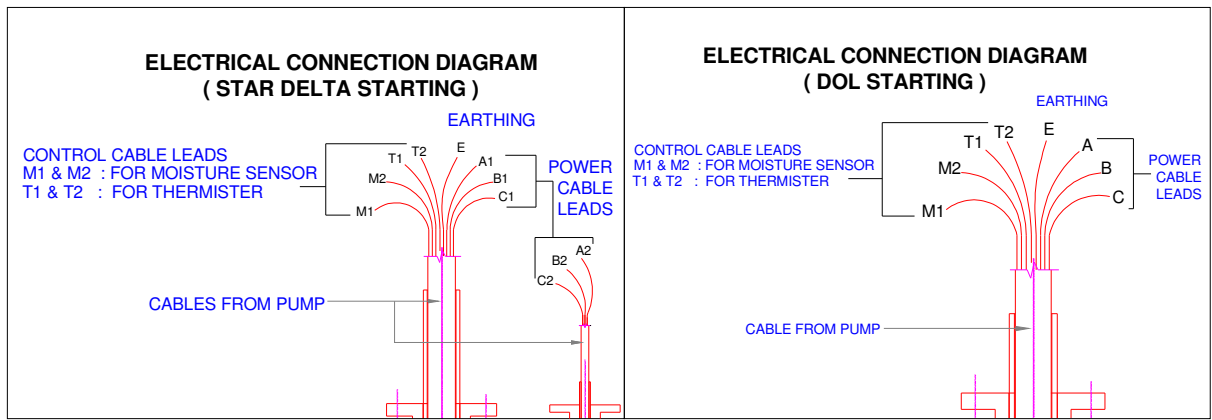 ELECTRICAL CONNECTION DIAGRAM
( STAR DELTA STARTING )
EARTHING
CONTROL CABLE LEADS
M1 & M2 : FOR MOISTURE SENSOR
T1 & T2 : FOR THERMISTER
T1
T2
E
A1
M2
B1
M1
C1
POWER
CABLE
LEADS
A2
B2
C2
CABLES FROM PUMP
ELECTRICAL CONNECTION DIAGRAM
( DOL STARTING )
EARTHING
CONTROL CABLE LEADS
M1 & M2 : FOR MOISTURE SENSOR
T1 & T2 : FOR THERMISTER
T1
T2
E
A
M2
B
M1
C
POWER
CABLE
LEADS
CABLE FROM PUMP